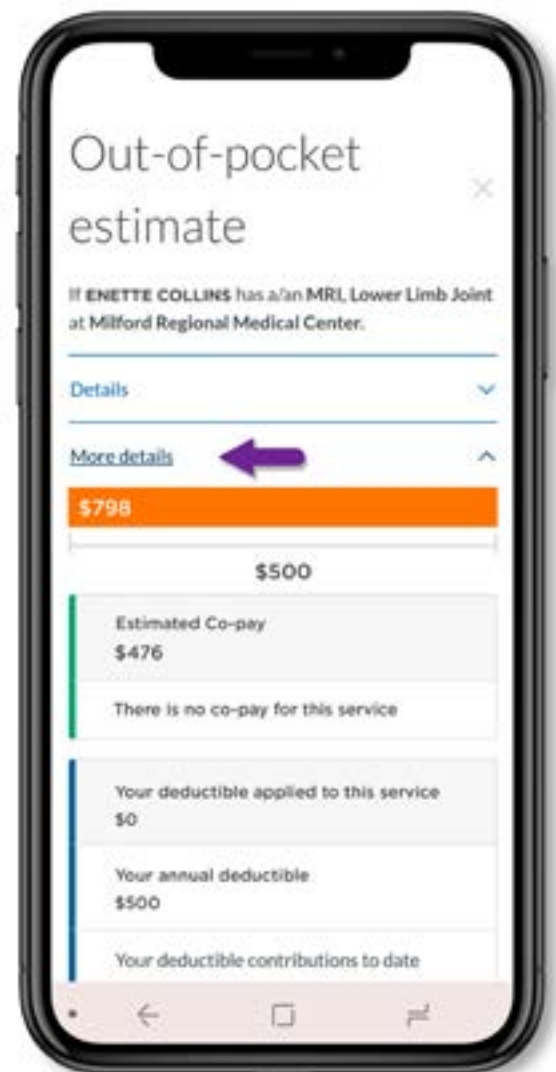 Out-of-pocket
estimate
If ENETTE COLLINS has a/an MRI, Lower Limb Joint
at Milford Regional Medical Center.
Details
More details
$798
$500
Estimated Co-pay
$476
There is no co-pay for this service
Your deductible applied to this service
$0
Your annual deductible
$500
Your deductible contributions to date